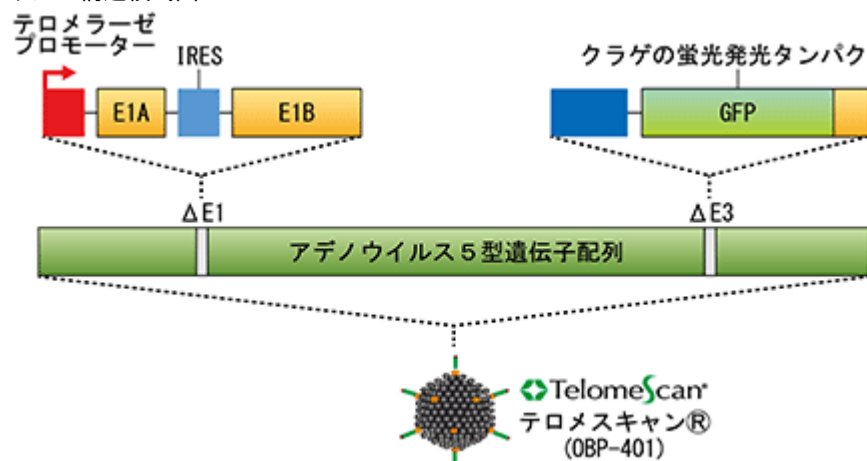 テロメラーゼ
プロモーター
IRES
クラゲの蛍光発光タンパク
E1A
E1B
GFP
ΔE1
ΔE3
アデノウイルス5型遺伝子配列
TelomeScan®
テロメスキャン®
(OBP-401)